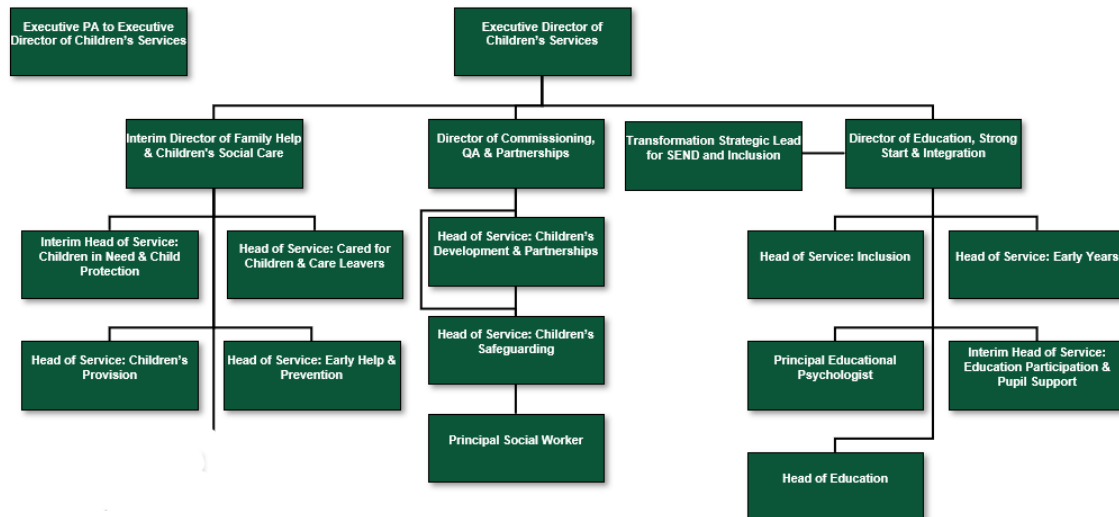 Executive PA to Executive
Director of Children's Services
Executive Director of
Children's Services
Interim Director of Family Help
& Children's Social Care
Director of Commissioning,
QA & Partnerships
Transformation Strategic Lead
for SEND and Inclusion
Director of Education, Strong
Start & Integration
Interim Head of Service:
Children in Need & Child
Protection
Head of Service: Cared for
Children & Care Leavers
Head of Service: Children's
Development & Partnerships
Head of Service: Inclusion
Head of Service: Early Years
Head of Service: Children's
Provision
Head of Service: Early Help &
Prevention
Head of Service: Children's
Safeguarding
Principal Educational
Psychologist
Interim Head of Service:
Education Participation &
Pupil Support
Principal Social Worker
Head of Education